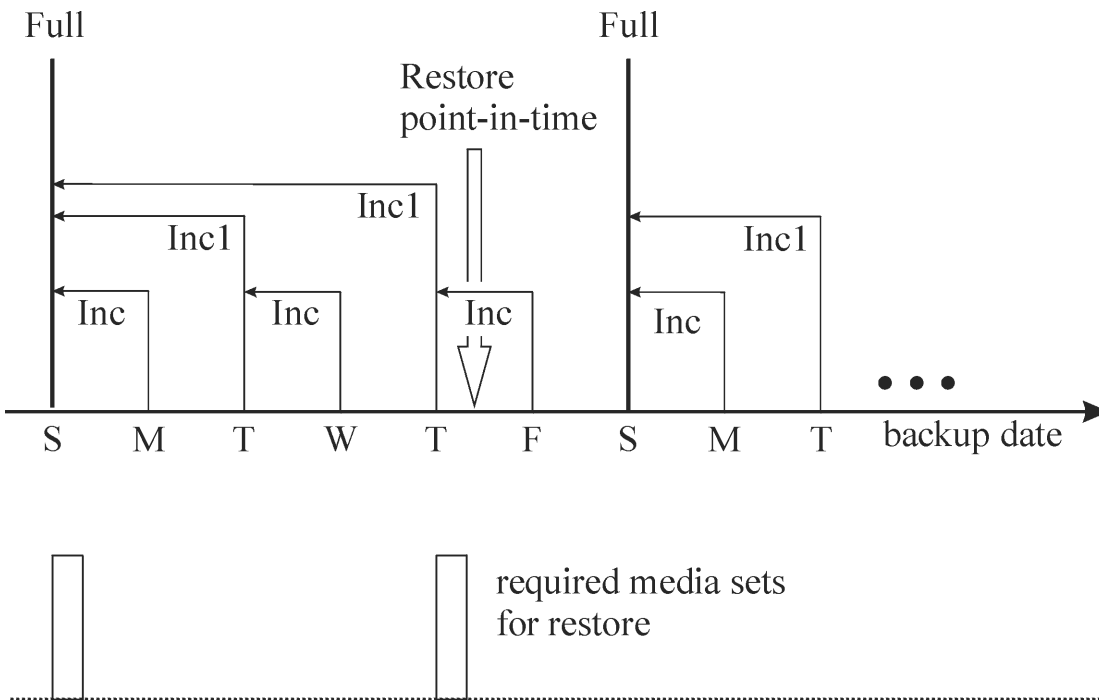 Full
Full
Restore
point-in-time
Inc1
Inc1
Inc1
Inc
Inc
Inc
Inc
S M T W T F S M T backup date
required media sets
for restore